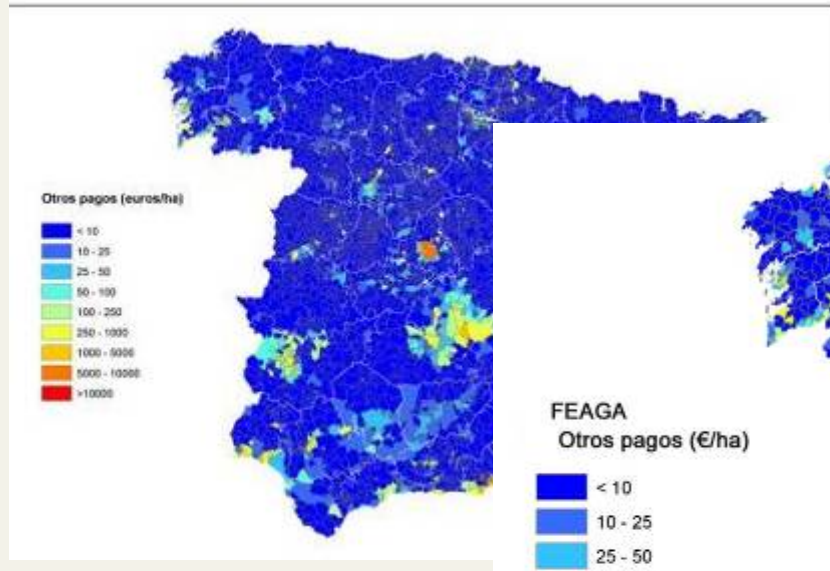 Otros pagos (euros/ha)
< 10
10 - 25
25 - 50
50 - 100
100 - 250
250 - 1000
1000 - 5000
5000 - 10000
>10000
FEAGA
Otros pagos (€/ha)
< 10
10 - 25
25 - 50